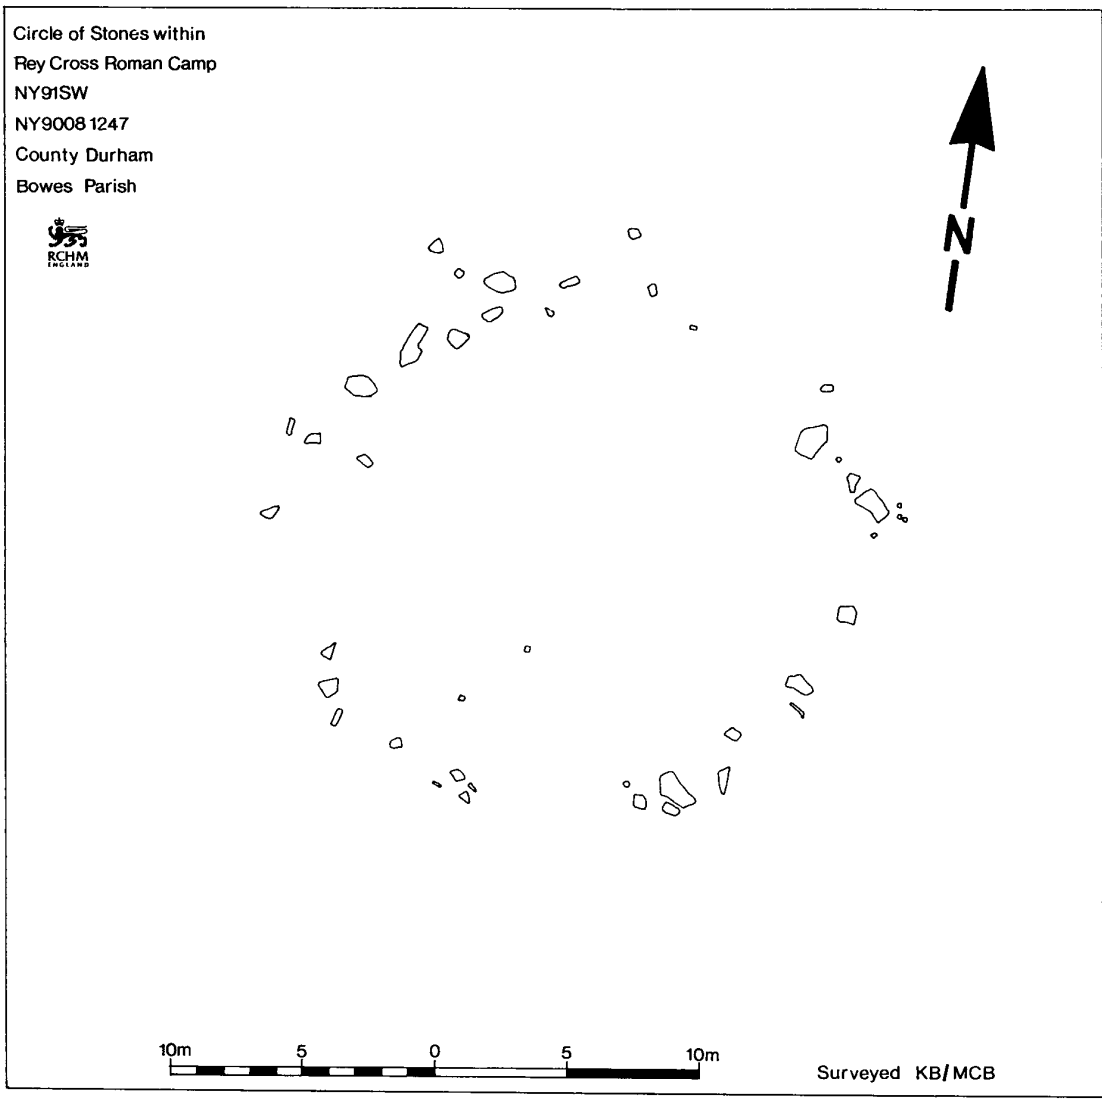 Circle of Stones within
Rey Cross Roman Camp
NY91SW
NY9008 1247
County Durham
Bowes Parish
RCHM
ENGLAND
N
10m 5 0 5 10m
Surveyed KB/MCB